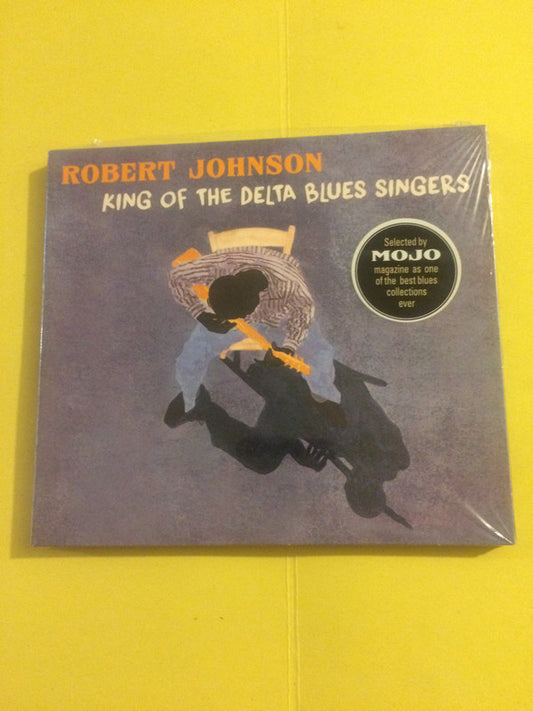 ROBERT JOHNSON
KING OF THE DELTA BLUES SINGERS
Selected by
MOJO
magazine as one
of the best blues
collections
ever